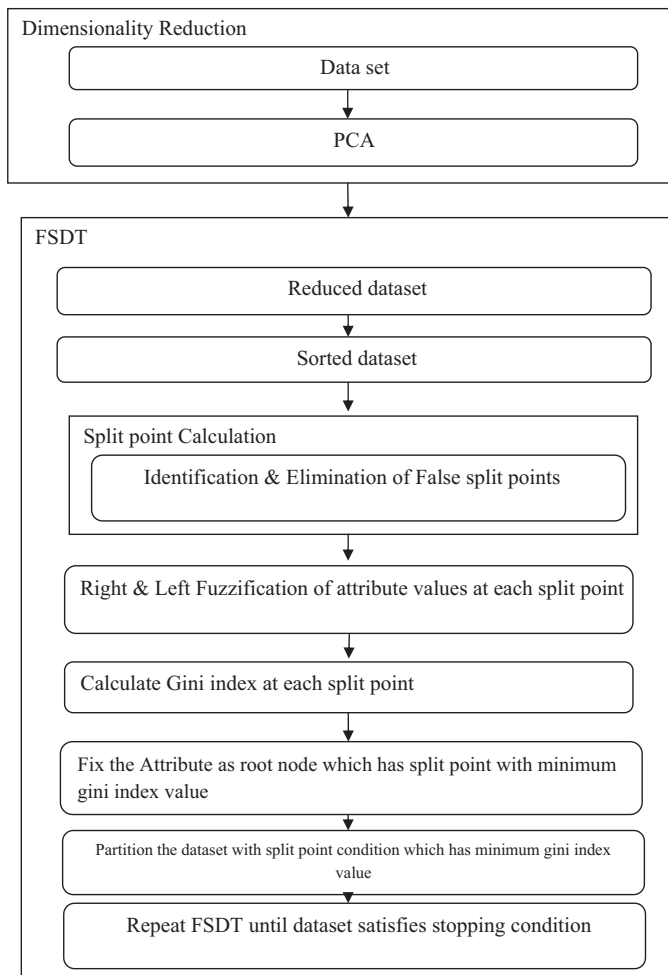 Dimensionality Reduction
Data set
PCA
FSDT
Reduced dataset
Sorted dataset
Split point Calculation
Identification & Elimination of False split points
Right & Left Fuzzification of attribute values at each split point
Calculate Gini index at each split point
Fix the Attribute as root node which has split point with minimum
gini index value
Partition the dataset with split point condition which has minimum gini index
value
Repeat FSDT until dataset satisfies stopping condition